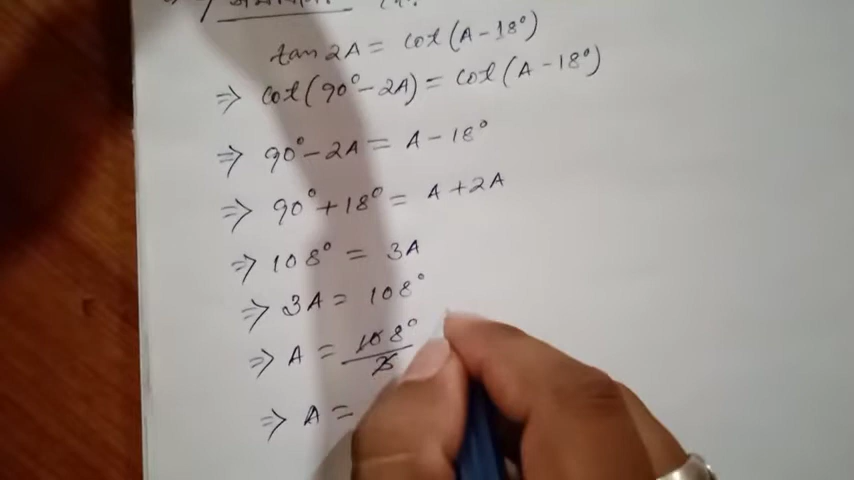 tan 2A = cot (A - 18°)
⇒ cot (90° - 2A) = cot (A - 18°)
⇒ 90° - 2A = A - 18°
⇒ 90° + 18° = A + 2A
⇒ 108° = 3A
⇒ 3A = 108°
⇒ A = 108°/3
⇒ A =